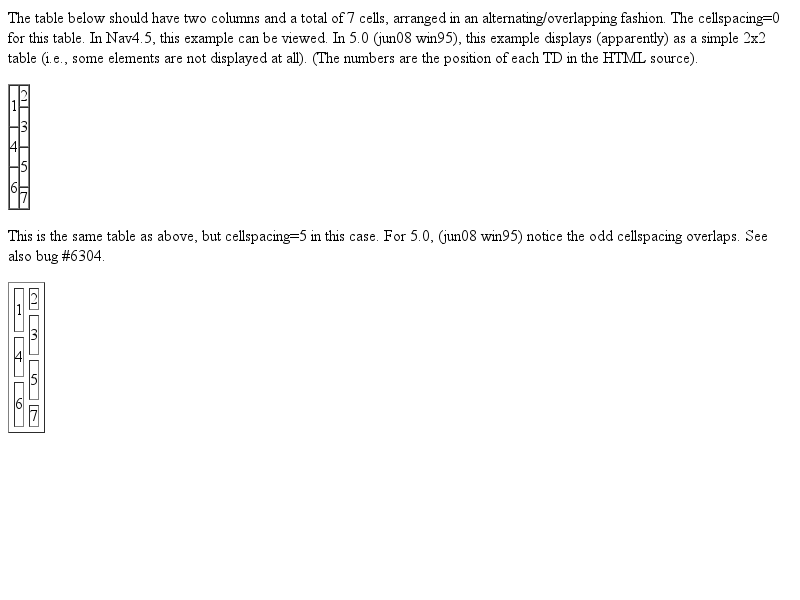 The table below should have two columns and a total of 7 cells, arranged in an alternating/overlapping fashion. The cellspacing=0
for this table. In Nav4.5, this example can be viewed. In 5.0 (jun08 win95), this example displays (apparently) as a simple 2x2
table (i.e., some elements are not displayed at all). (The numbers are the position of each TD in the HTML source).
2
1
3
4
5
6
7
This is the same table as above, but cellspacing=5 in this case. For 5.0, (jun08 win95) notice the odd cellspacing overlaps. See
also bug #6304.
2
1
3
4
5
6
7